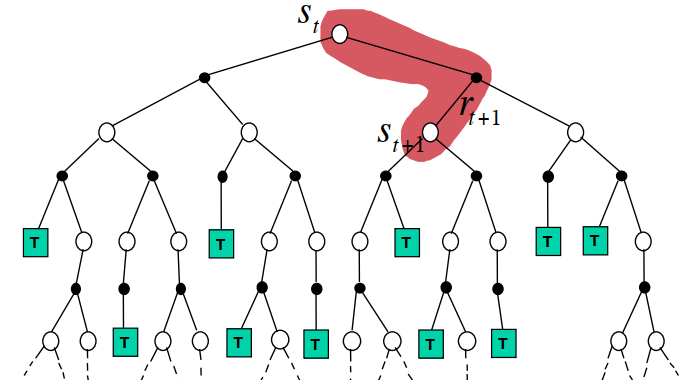 S_t
r_{t+1}
S_{t+1}
T T T T T
T T T T T